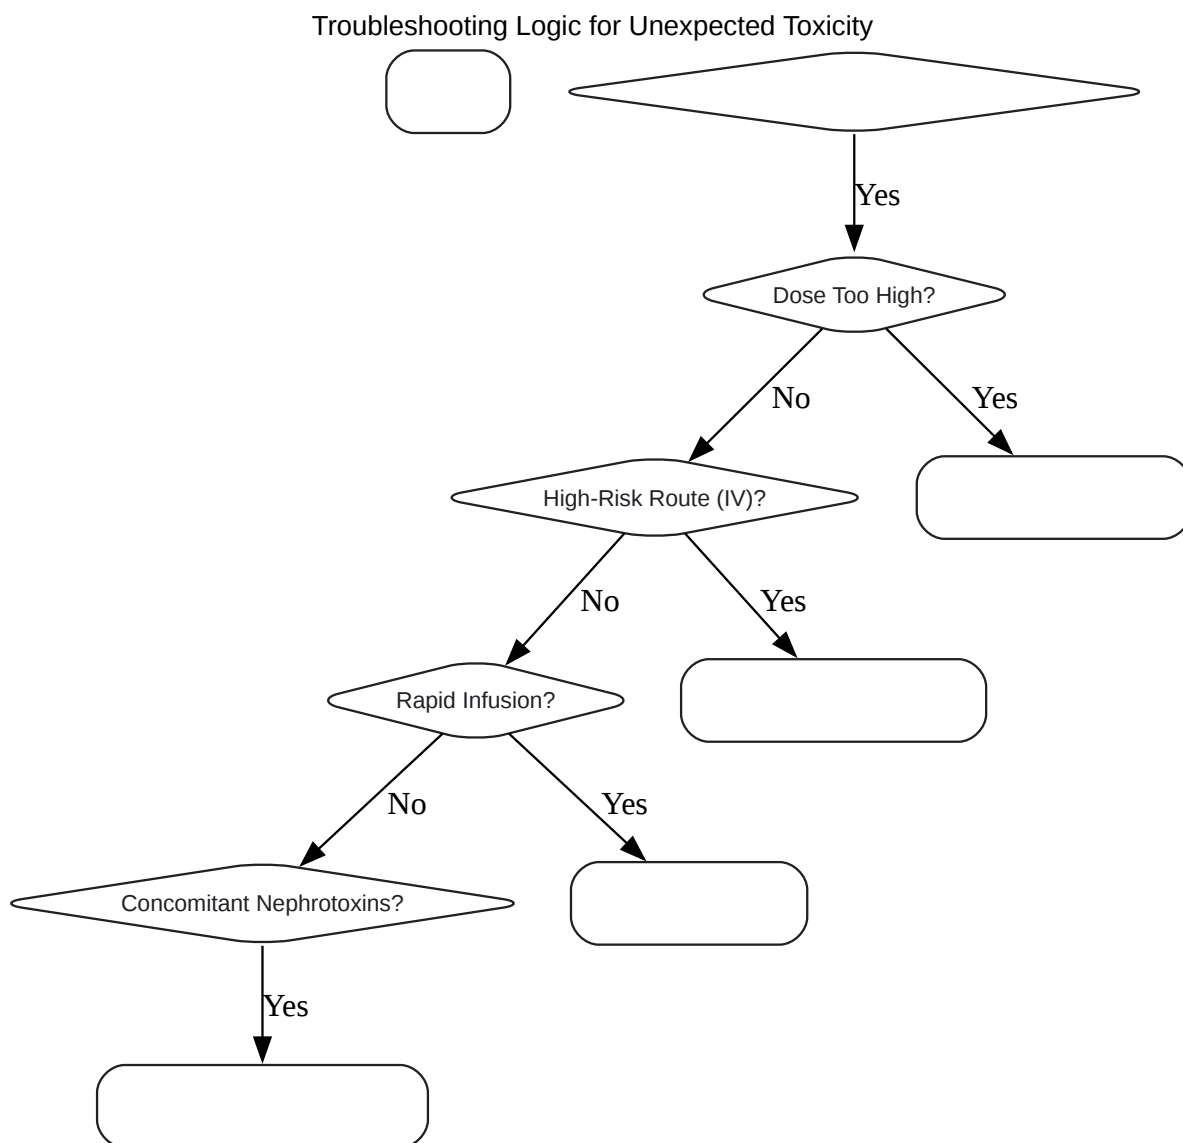 Troubleshooting Logic for Unexpected Toxicity
Yes
Dose Too High?
No
Yes
High-Risk Route (IV)?
No
Yes
Rapid Infusion?
No
Yes
Concomitant Nephrotoxins?
Yes